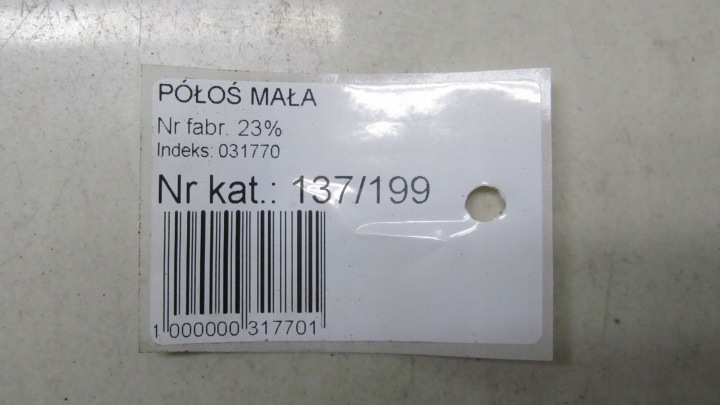 PÓŁOŚ MAŁA
Nr fabr. 23%
Indeks: 031770
Nr kat.: 137/199
1 000000 317701